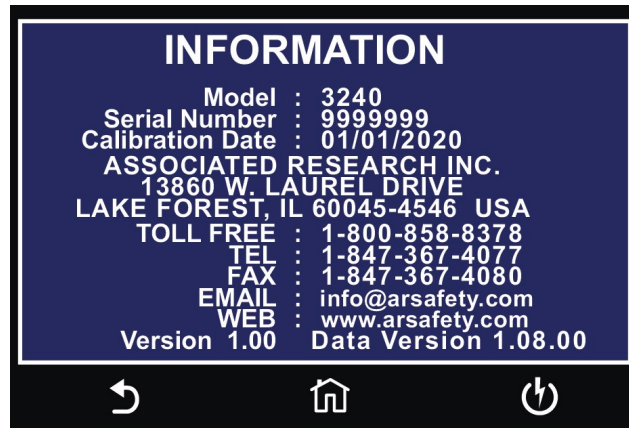 INFORMATION
Model : 3240
Serial Number : 9999999
Calibration Date : 01/01/2020
ASSOCIATED RESEARCH INC.
13860 W. LAUREL DRIVE
LAKE FOREST, IL 60045-4546 USA
TOLL FREE : 1-800-858-8378
TEL : 1-847-367-4077
FAX : 1-847-367-4080
EMAIL : info@arsafety.com
WEB : www.arsafety.com
Version 1.00 Data Version 1.08.00